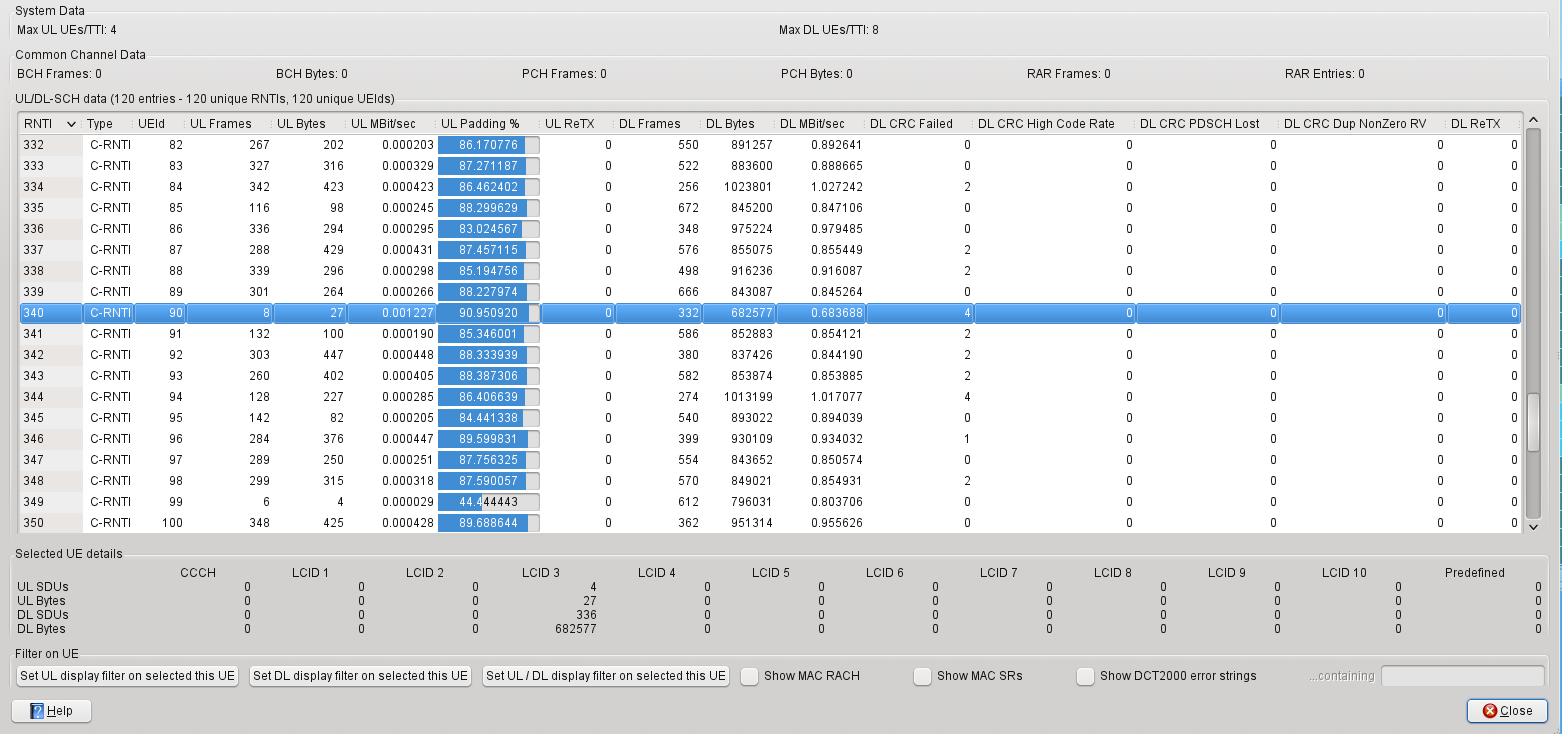 System Data
Max UL UEs/TTI: 4 Max DL UEs/TTI: 8
Common Channel Data
BCH Frames: 0 BCH Bytes: 0 PCH Frames: 0 PCH Bytes: 0 RAR Frames: 0 RAR Entries: 0
UL/DL-SCH data (120 entries - 120 unique RNTIs, 120 unique UEIds)
RNTI Type UEId UL Frames UL Bytes UL MBit/sec UL Padding % UL ReTX DL Frames DL Bytes DL MBit/sec DL CRC Failed DL CRC High Code Rate DL CRC PDSCH Lost DL CRC Dup NonZero RV DL ReTX
332 C-RNTI 82 267 202 0.000203 86.170776 0 550 891257 0.892641 0 0 0 0 0
333 C-RNTI 83 327 316 0.000329 87.271187 0 522 883600 0.888665 0 0 0 0 0
334 C-RNTI 84 342 423 0.000423 86.462402 0 256 1023801 1.027242 2 0 0 0 0
335 C-RNTI 85 116 98 0.000245 88.299629 0 672 845200 0.847106 0 0 0 0 0
336 C-RNTI 86 336 294 0.000295 83.024567 0 348 975224 0.979485 0 0 0 0 0
337 C-RNTI 87 288 429 0.000431 87.457115 0 576 855075 0.855449 2 0 0 0 0
338 C-RNTI 88 339 296 0.000298 85.194756 0 498 916236 0.916087 2 0 0 0 0
339 C-RNTI 89 301 264 0.000266 88.227974 0 666 843087 0.845264 0 0 0 0 0
340 C-RNTI 90 8 27 0.001227 90.950920 0 332 682577 0.683688 4 0 0 0 0
341 C-RNTI 91 132 100 0.000190 85.346001 0 586 852883 0.854121 2 0 0 0 0
342 C-RNTI 92 303 447 0.000448 88.333939 0 380 837426 0.844190 2 0 0 0 0
343 C-RNTI 93 260 402 0.000405 88.387306 0 582 853874 0.853885 2 0 0 0 0
344 C-RNTI 94 128 227 0.000285 86.406639 0 274 1013199 1.017077 4 0 0 0 0
345 C-RNTI 95 142 82 0.000205 84.441338 0 540 893022 0.894039 0 0 0 0 0
346 C-RNTI 96 284 376 0.000447 89.599831 0 399 930109 0.934032 1 0 0 0 0
347 C-RNTI 97 289 250 0.000251 87.756325 0 554 843652 0.850574 0 0 0 0 0
348 C-RNTI 98 299 315 0.000318 87.590057 0 570 849021 0.854931 2 0 0 0 0
349 C-RNTI 99 6 4 0.000029 44.444443 0 612 796031 0.803706 0 0 0 0 0
350 C-RNTI 100 348 425 0.000428 89.688644 0 362 951314 0.955626 0 0 0 0 0
Selected UE details
CCCH LCID 1 LCID 2 LCID 3 LCID 4 LCID 5 LCID 6 LCID 7 LCID 8 LCID 9 LCID 10 Predefined
UL SDUs 0 0 0 4 0 0 0 0 0 0 0 0
UL Bytes 0 0 0 27 0 0 0 0 0 0 0 0
DL SDUs 0 0 0 336 0 0 0 0 0 0 0 0
DL Bytes 0 0 0 682577 0 0 0 0 0 0 0 0
Filter on UE
Set UL display filter on selected this UE Set DL display filter on selected this UE Set UL / DL display filter on selected this UE Show MAC RACH Show MAC SRs Show DCT2000 error strings ...containing
Help Close